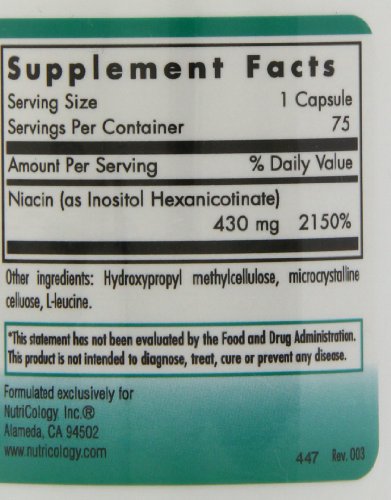 Supplement Facts
Serving Size 1 Capsule
Servings Per Container 75
Amount Per Serving % Daily Value
Niacin (as Inositol Hexanicotinate)
430 mg 2150%
Other ingredients: Hydroxypropyl methylcellulose, microcrystalline
celluose, L-leucine.
*This statement has not been evaluated by the Food and Drug Administration.
This product is not intended to diagnose, treat, cure or prevent any disease.
Formulated exclusively for
NutriCology, Inc.®
Alameda, CA 94502
www.nutricology.com
447 Rev. 003